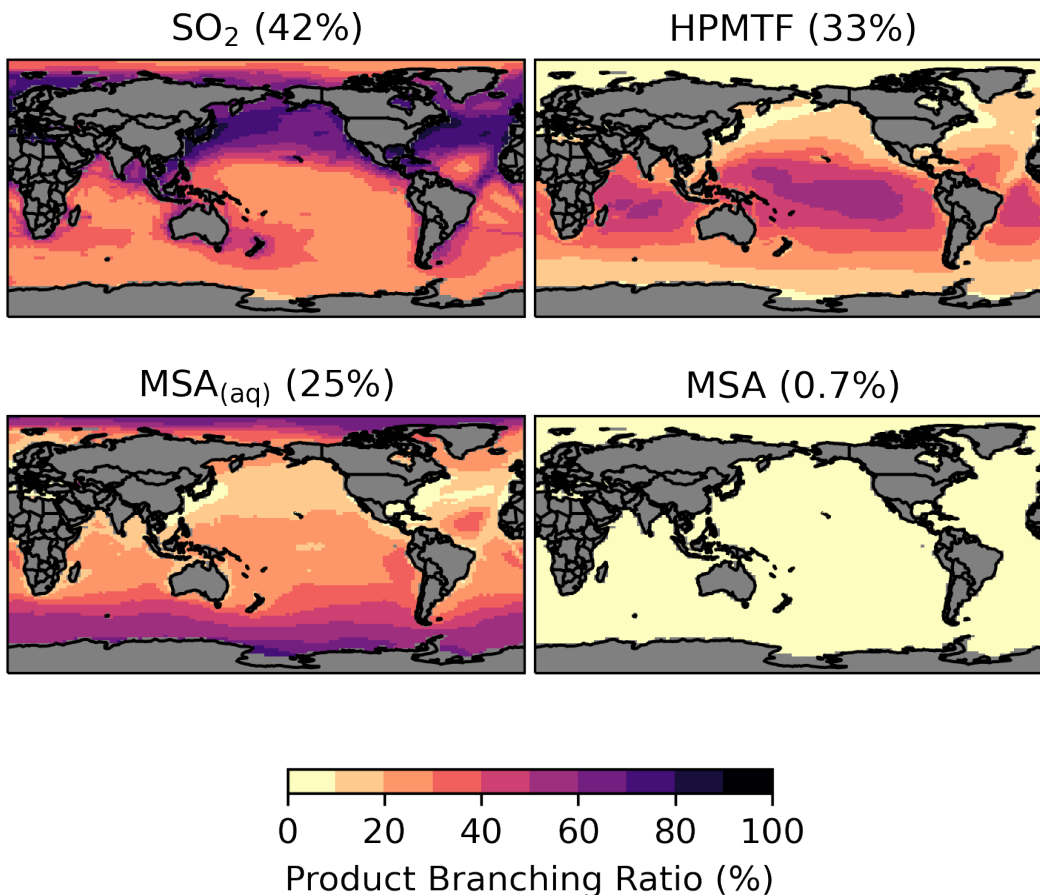 SO₂ (42%)
HPMTF (33%)
MSA₍aq₎ (25%)
MSA (0.7%)
0 20 40 60 80 100
Product Branching Ratio (%)